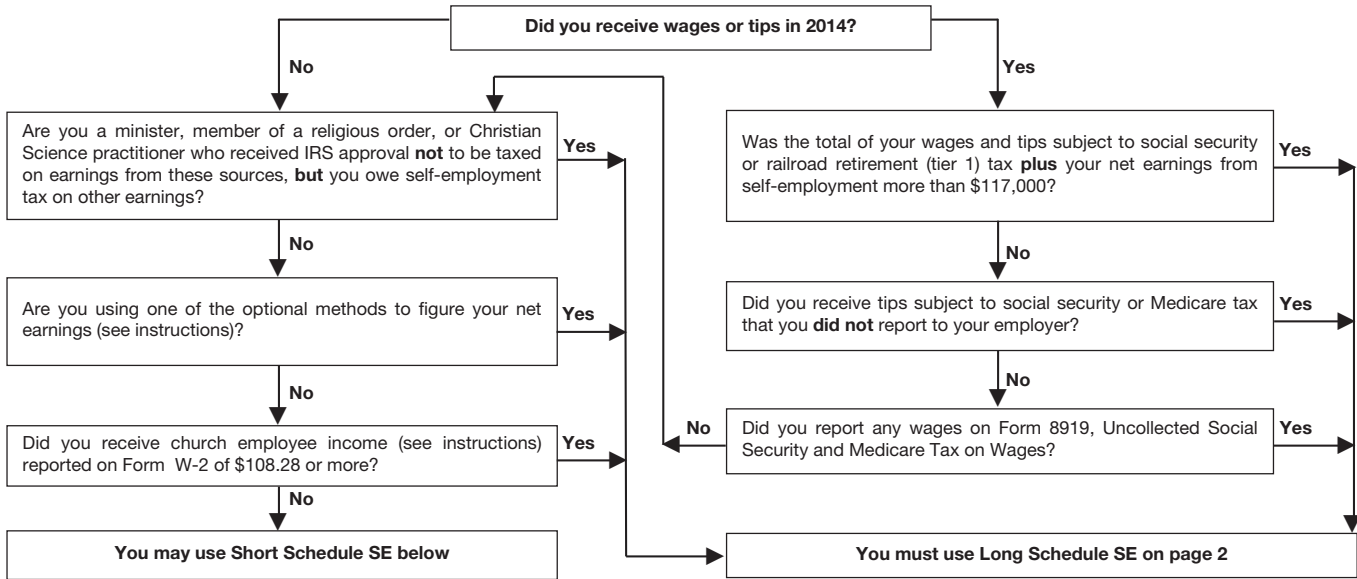 Did you receive wages or tips in 2014?
No
Yes
Are you a minister, member of a religious order, or Christian
Science practitioner who received IRS approval not to be taxed
on earnings from these sources, but you owe self-employment
tax on other earnings?
Yes
Was the total of your wages and tips subject to social security
or railroad retirement (tier 1) tax plus your net earnings from
self-employment more than $117,000?
Yes
No
No
Are you using one of the optional methods to figure your net
earnings (see instructions)?
Yes
Did you receive tips subject to social security or Medicare tax
that you did not report to your employer?
Yes
No
No
Did you receive church employee income (see instructions)
reported on Form W-2 of $108.28 or more?
Yes
No
Did you report any wages on Form 8919, Uncollected Social
Security and Medicare Tax on Wages?
Yes
No
You may use Short Schedule SE below
You must use Long Schedule SE on page 2